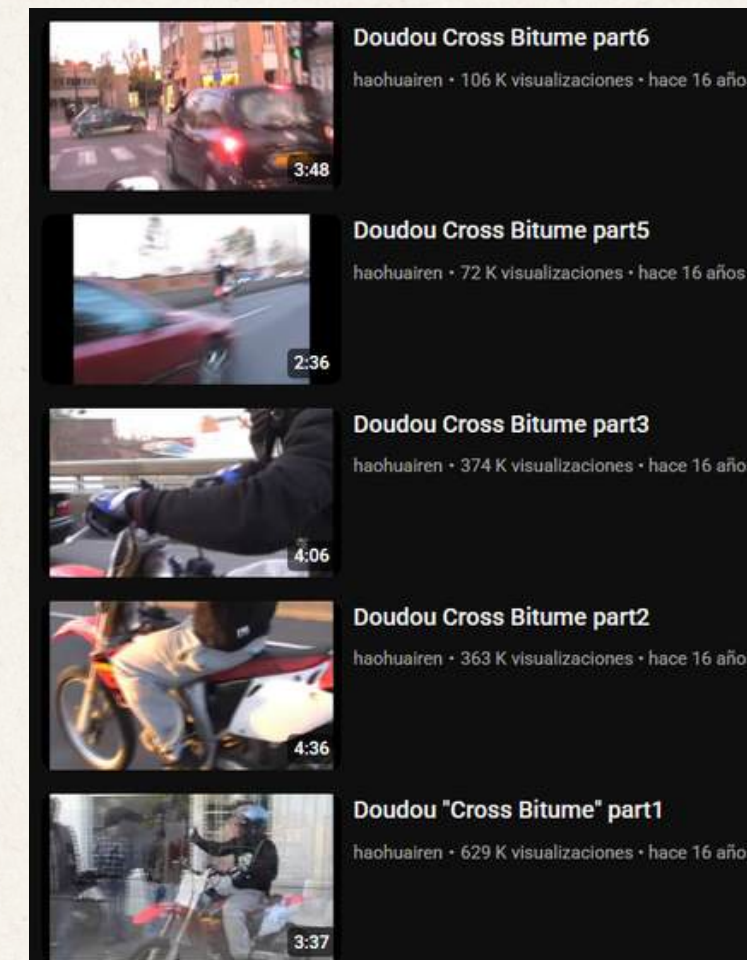 Doudou Cross Bitume part6
haohuairen • 106 K visualizaciones • hace 16 año
3:48
Doudou Cross Bitume part5
haohuairen • 72 K visualizaciones • hace 16 años
2:36
Doudou Cross Bitume part3
haohuairen • 374 K visualizaciones • hace 16 año
4:06
Doudou Cross Bitume part2
haohuairen • 363 K visualizaciones • hace 16 año
4:36
Doudou "Cross Bitume" part1
haohuairen • 629 K visualizaciones • hace 16 año
3:37